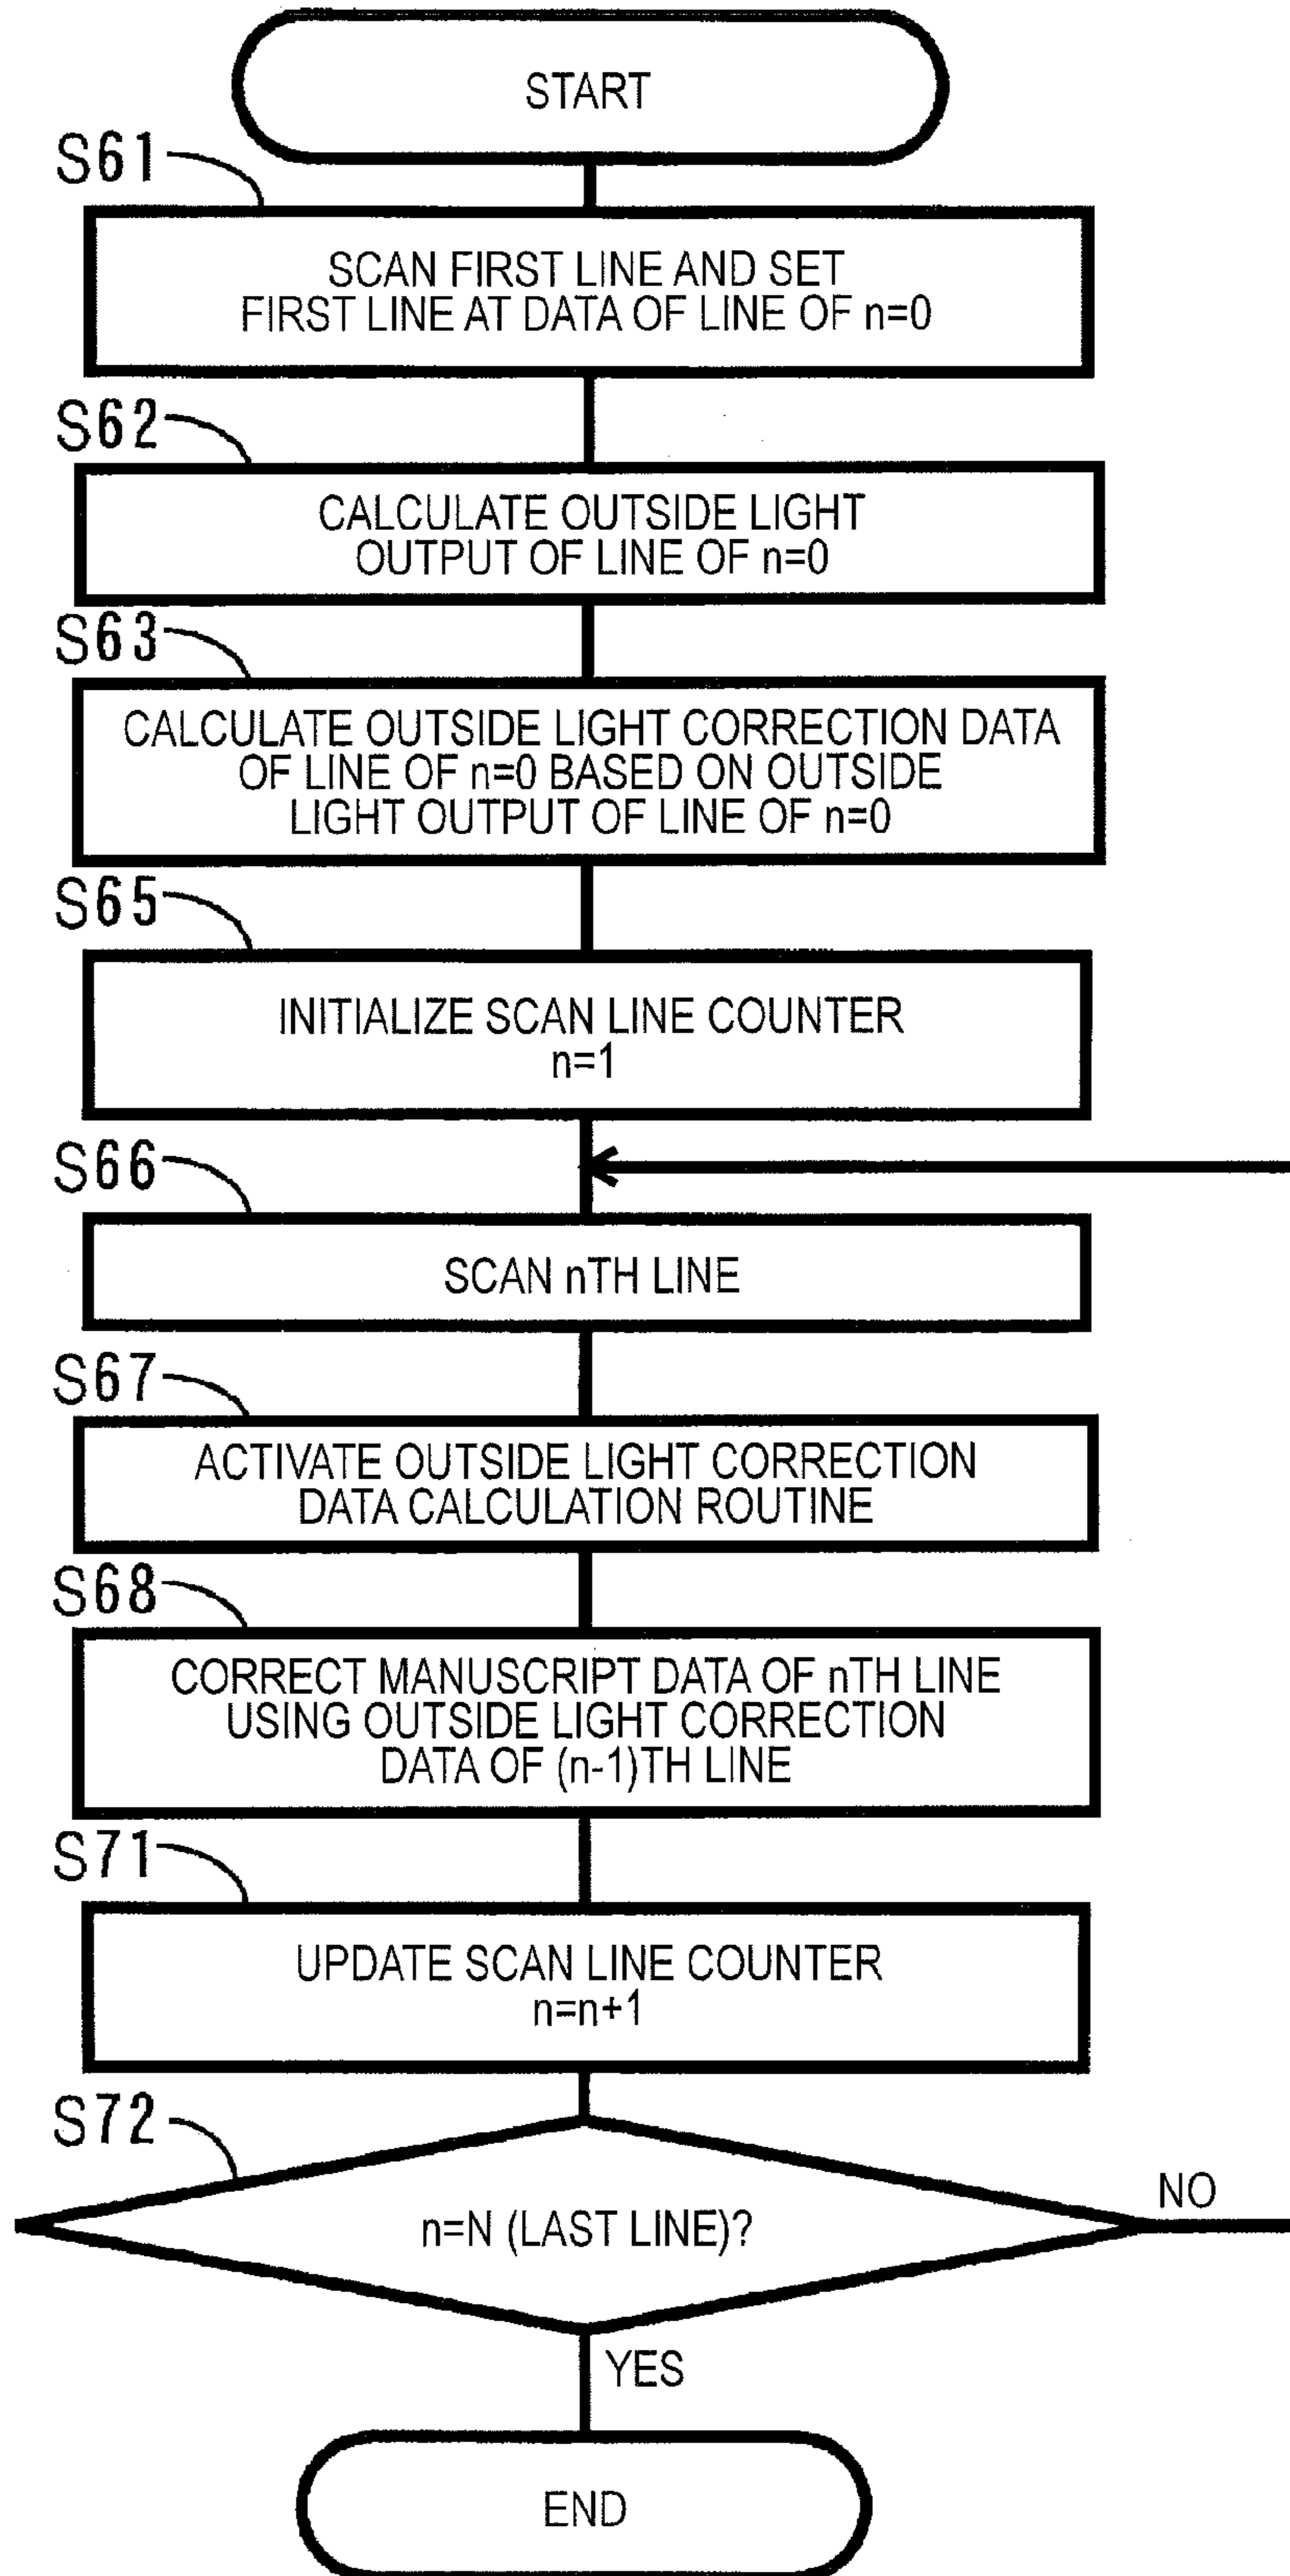 START
S61
SCAN FIRST LINE AND SET
FIRST LINE AT DATA OF LINE OF n=0
S62
CALCULATE OUTSIDE LIGHT
OUTPUT OF LINE OF n=0
S63
CALCULATE OUTSIDE LIGHT CORRECTION DATA
OF LINE OF n=0 BASED ON OUTSIDE
LIGHT OUTPUT OF LINE OF n=0
S65
INITIALIZE SCAN LINE COUNTER
n=1
S66
SCAN nTH LINE
S67
ACTIVATE OUTSIDE LIGHT CORRECTION
DATA CALCULATION ROUTINE
S68
CORRECT MANUSCRIPT DATA OF nTH LINE
USING OUTSIDE LIGHT CORRECTION
DATA OF (n-1)TH LINE
S71
UPDATE SCAN LINE COUNTER
n=n+1
S72
n=N (LAST LINE)?
NO
YES
END